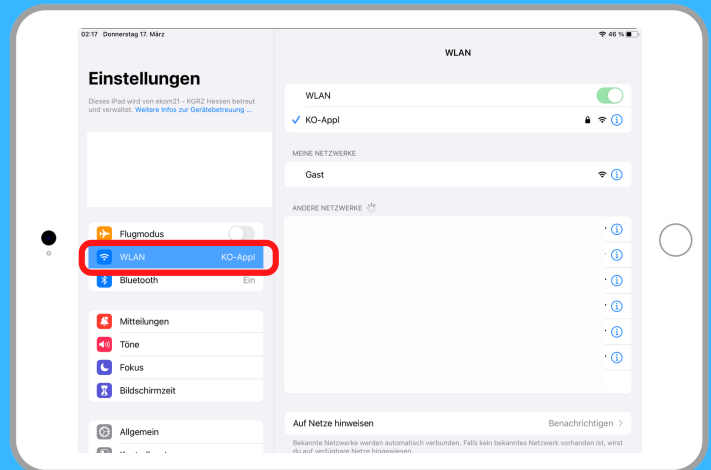 02:17 Donnerstag 17. März
46 %
WLAN
Einstellungen
Dieses iPad wird von ekom21 - KGRZ Hessen betreut
und verwaltet. Weitere Infos zur Gerätebetreuung ...
WLAN
KO-Appl
MEINE NETZWERKE
Gast
ANDERE NETZWERKE
Flugmodus
WLAN KO-Appl
Bluetooth Ein
Mitteilungen
Töne
Fokus
Bildschirmzeit
Allgemein
Auf Netze hinweisen Benachrichtigen
Bekannte Netzwerke werden automatisch verbunden. Falls kein bekanntes Netzwerk vorhanden ist, wirst
du auf verfügbare Netze hingewiesen.